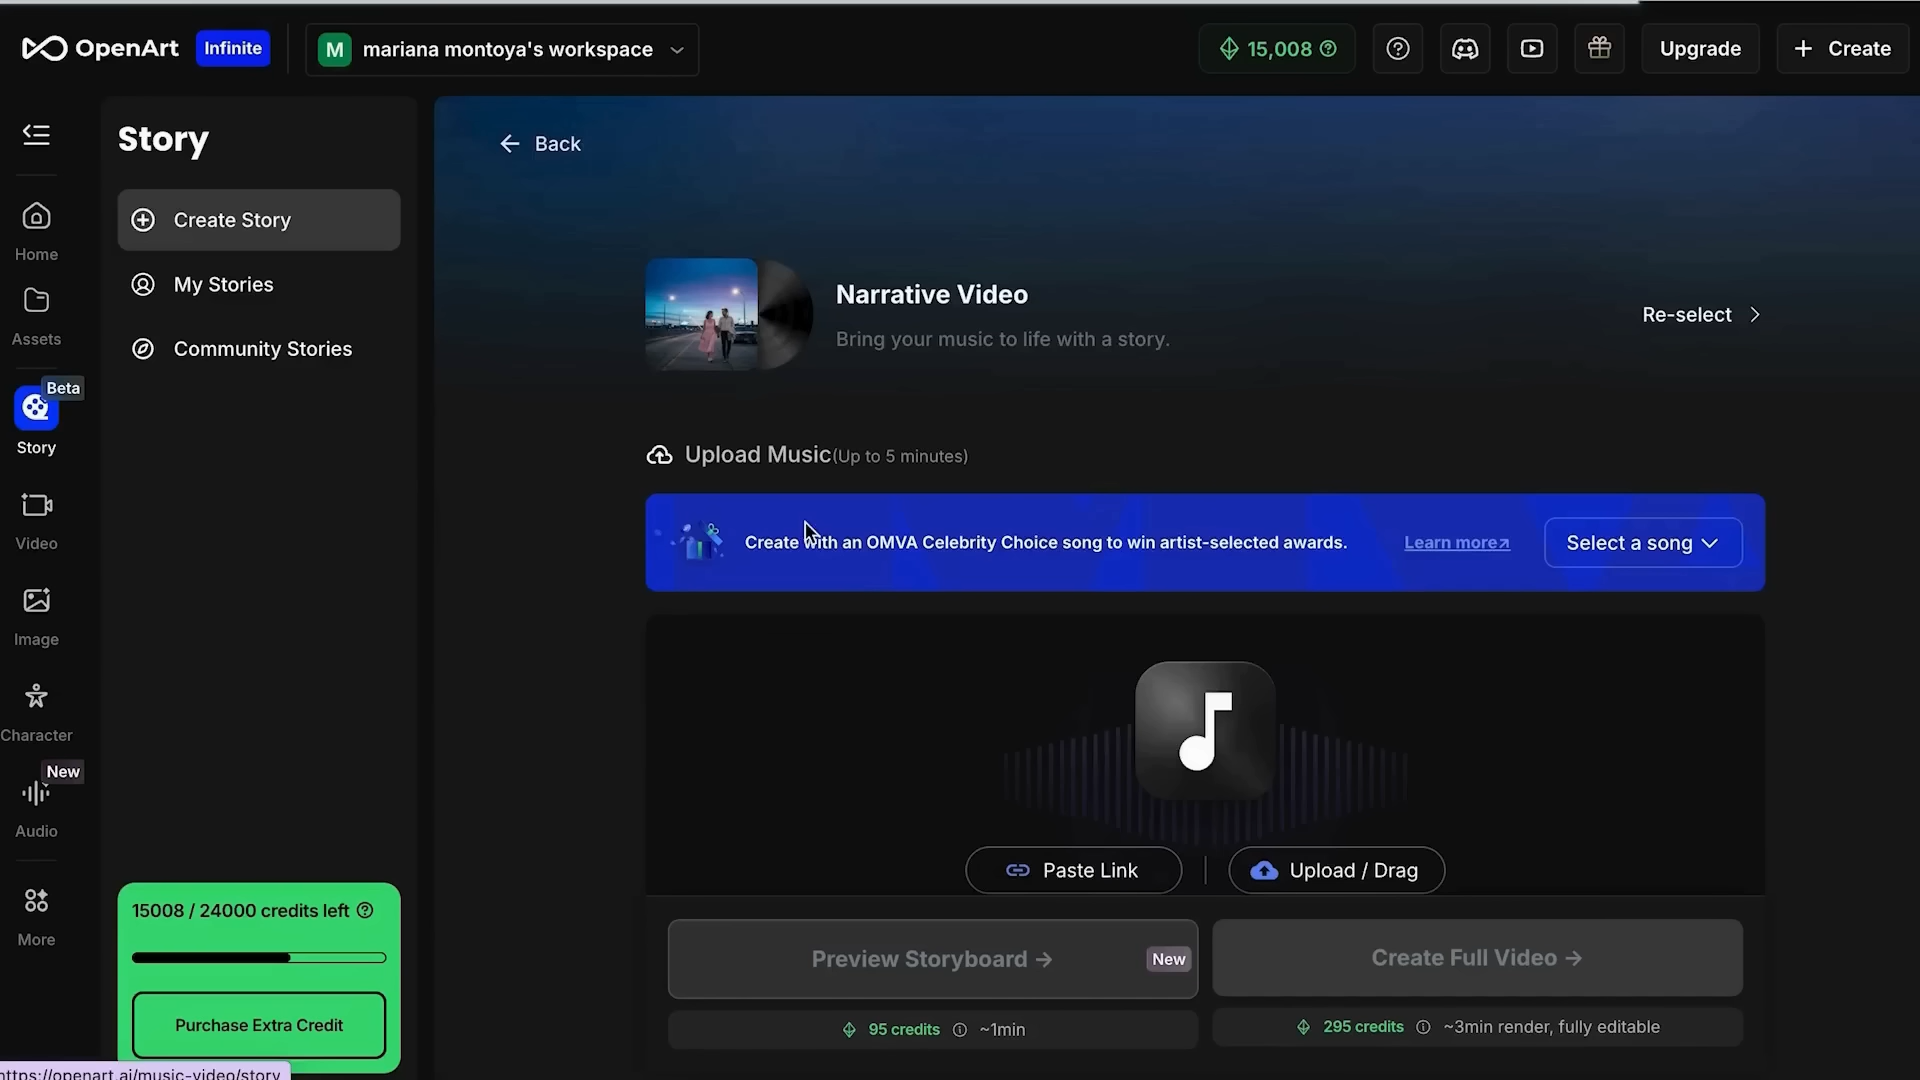 OpenArt
Infinite
M
mariana montoya's workspace
15,008
Upgrade
+ Create
Story
Create Story
My Stories
Community Stories
Home
Assets
Beta
Story
Video
Image
Character
New
Audio
More
15008 / 24000 credits left
Purchase Extra Credit
Back
Narrative Video
Bring your music to life with a story.
Re-select
Upload Music(Up to 5 minutes)
Create with an OMVA Celebrity Choice song to win artist-selected awards.
Learn more↗
Select a song
Paste Link
Upload / Drag
Preview Storyboard →
New
Create Full Video →
95 credits ~1min
295 credits ~3min render, fully editable
https://openart.ai/music-video/story